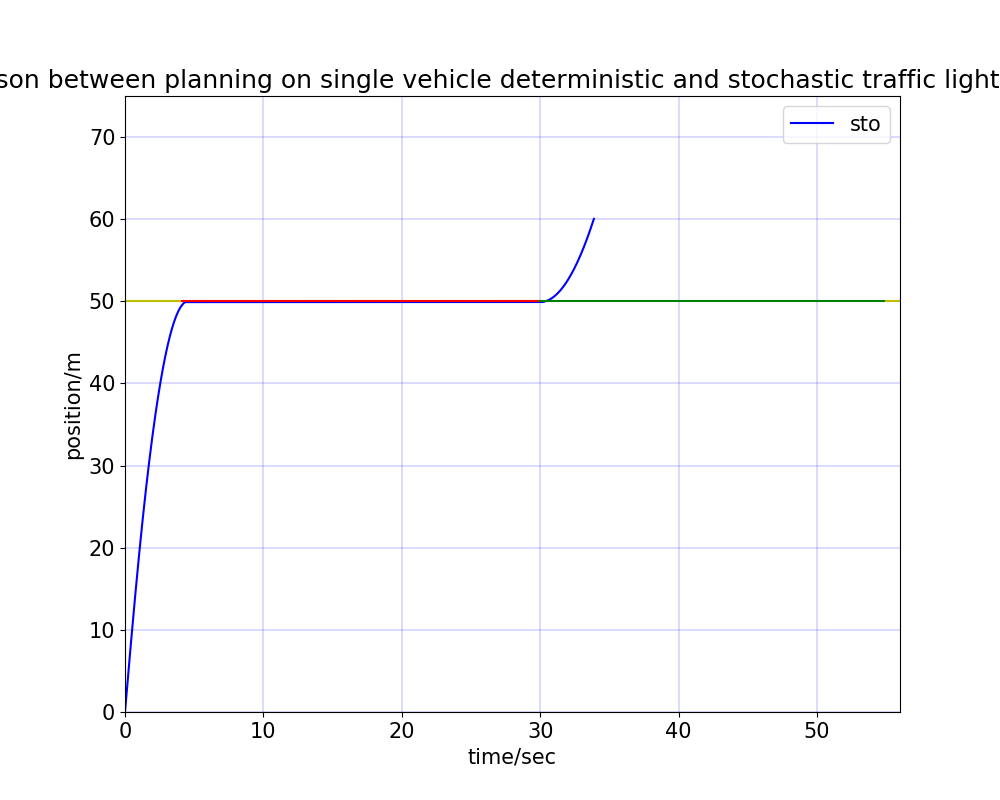 son between planning on single vehicle deterministic and stochastic traffic light
sto
70
60
50
40
30
20
10
0
position/m
0 10 20 30 40 50
time/sec